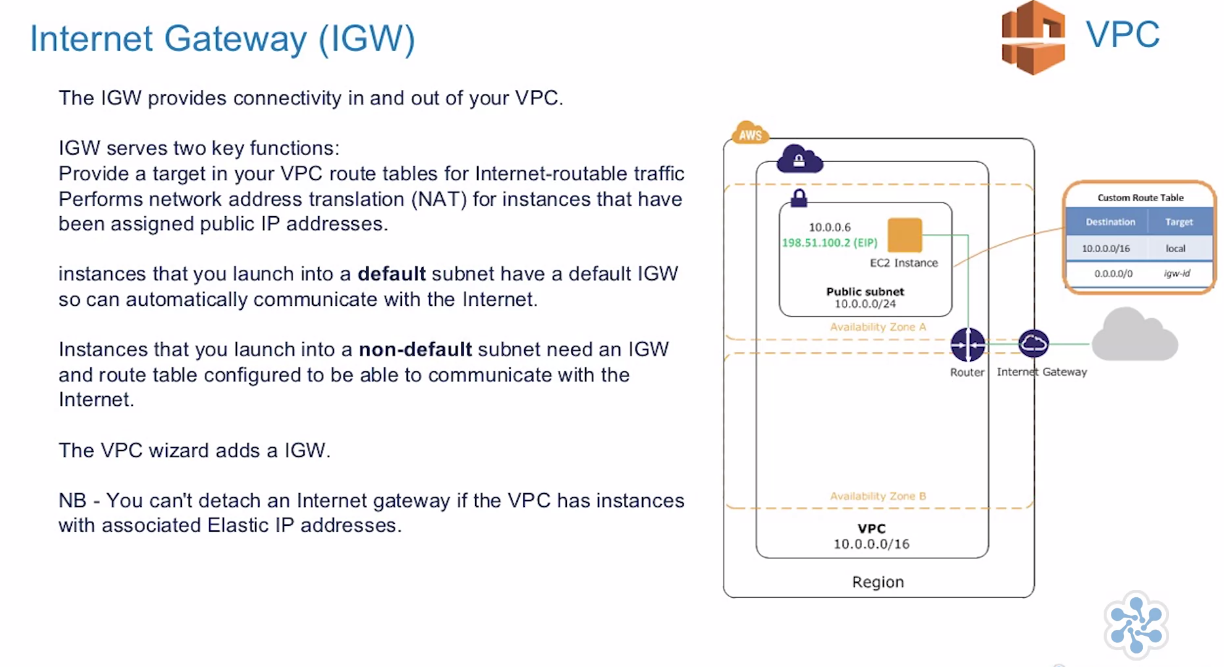 Internet Gateway (IGW)
VPC
The IGW provides connectivity in and out of your VPC.
IGW serves two key functions:
Provide a target in your VPC route tables for Internet-routable traffic
Performs network address translation (NAT) for instances that have
been assigned public IP addresses.
instances that you launch into a default subnet have a default IGW
so can automatically communicate with the Internet.
Instances that you launch into a non-default subnet need an IGW
and route table configured to be able to communicate with the
Internet.
The VPC wizard adds a IGW.
NB - You can't detach an Internet gateway if the VPC has instances
with associated Elastic IP addresses.
AWS
10.0.0.6
198.51.100.2 (EIP)
EC2 Instance
Public subnet
10.0.0.0/24
Availability Zone A
Router
Internet Gateway
Availability Zone B
VPC
10.0.0.0/16
Region
Custom Route Table
Destination Target
10.0.0.0/16 local
0.0.0.0/0 igw-id